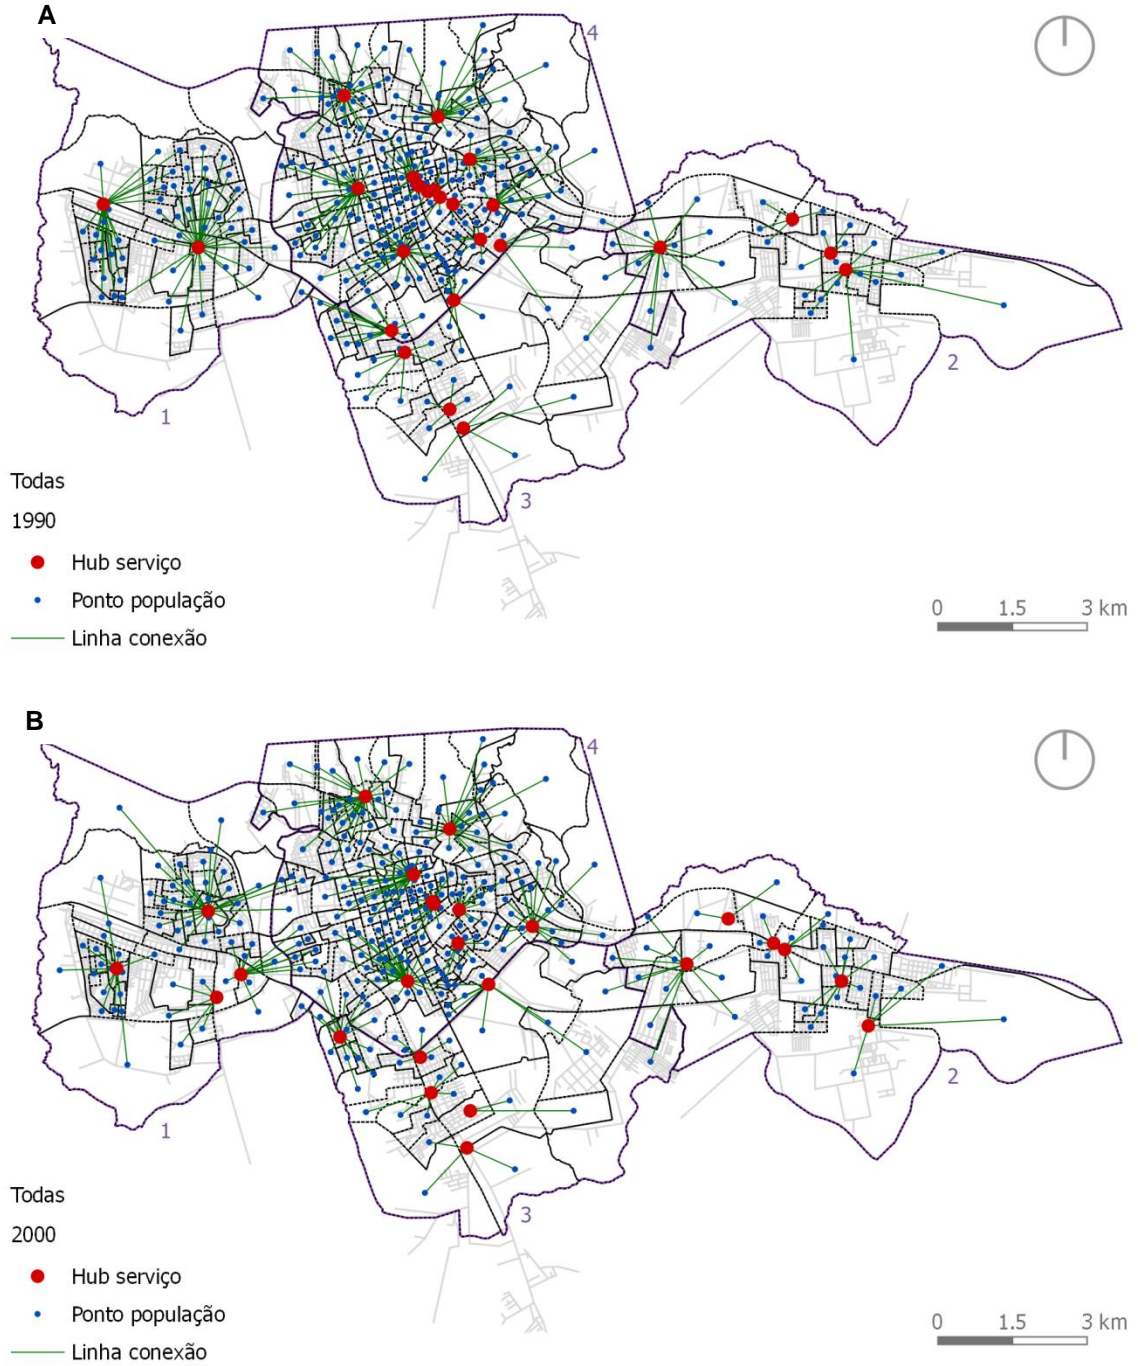 A
4
2
1
3
Todas
1990
Hub serviço
Ponto população
Linha conexão
0 1.5 3 km
B
4
2
1
3
Todas
2000
Hub serviço
Ponto população
Linha conexão
0 1.5 3 km